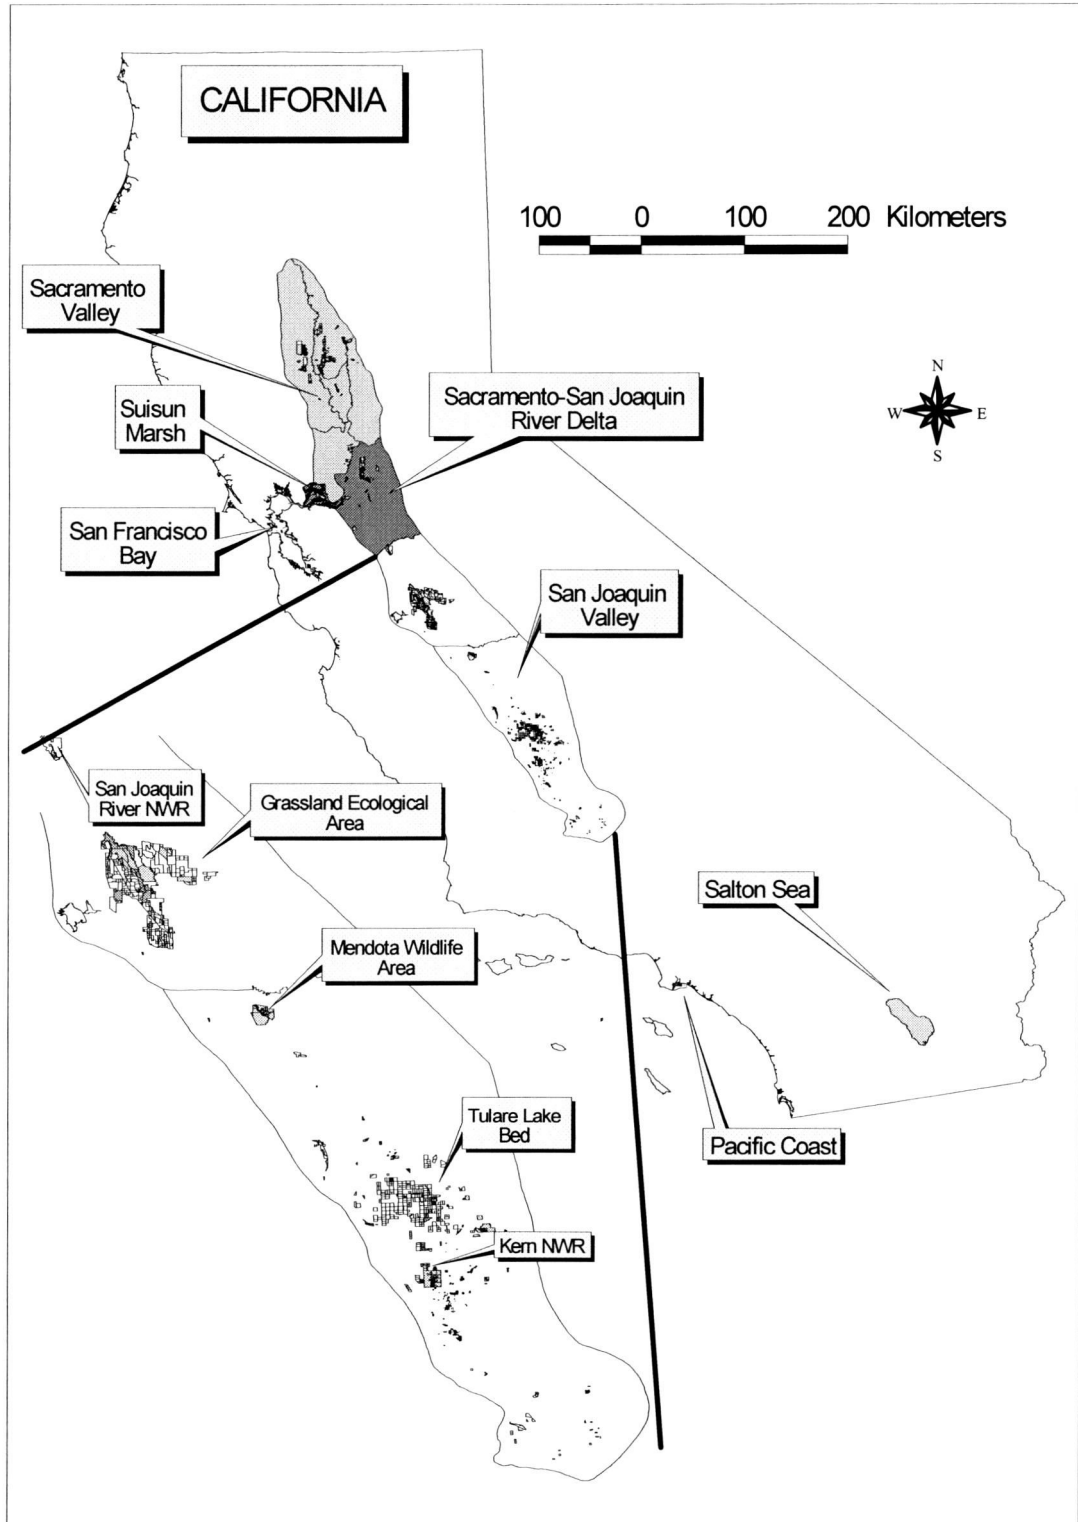 CALIFORNIA
100 0 100 200 Kilometers
Sacramento
Valley
N
W E
S
Suisun
Marsh
Sacramento-San Joaquin
River Delta
San Francisco
Bay
San Joaquin
Valley
San Joaquin
River NWR
Grassland Ecological
Area
Salton Sea
Mendota Wildlife
Area
Tulare Lake
Bed
Pacific Coast
Kern NWR